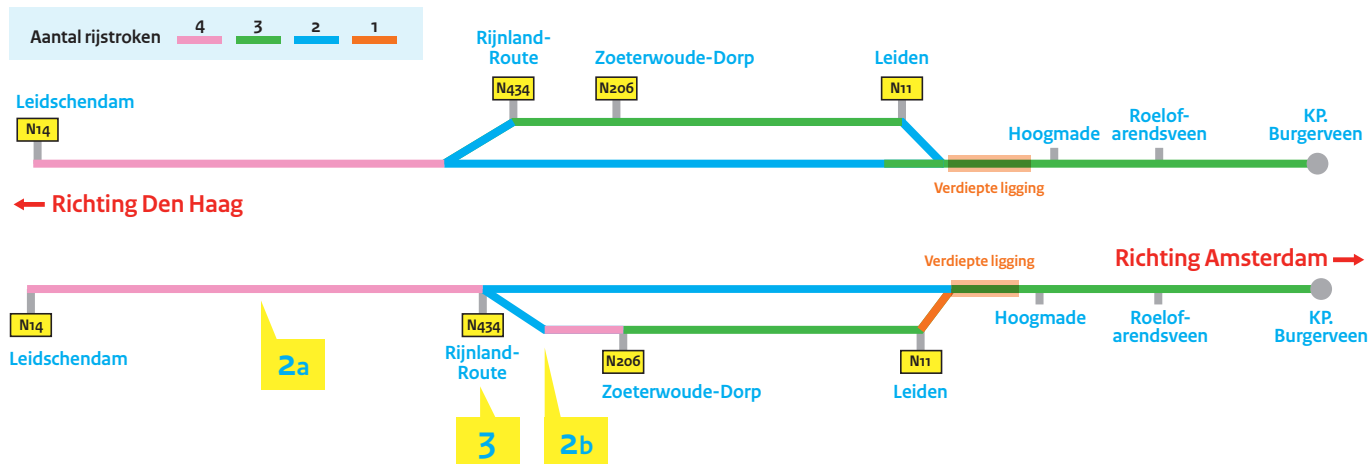 Aantal rijstroken 4 3 2 1
Rijnland-
Route
Zoeterwoude-Dorp
Leiden
N434
N206
N11
Leidschendam
N14
Hoogmade
Roelof-
arendsveen
KP.
Burgerveen
Verdiepte ligging
← Richting Den Haag
Verdiepte ligging
Richting Amsterdam →
N14
Leidschendam
2a
N434
Rijnland-
Route
3
2b
N206
Zoeterwoude-Dorp
N11
Leiden
Hoogmade
Roelof-
arendsveen
KP.
Burgerveen